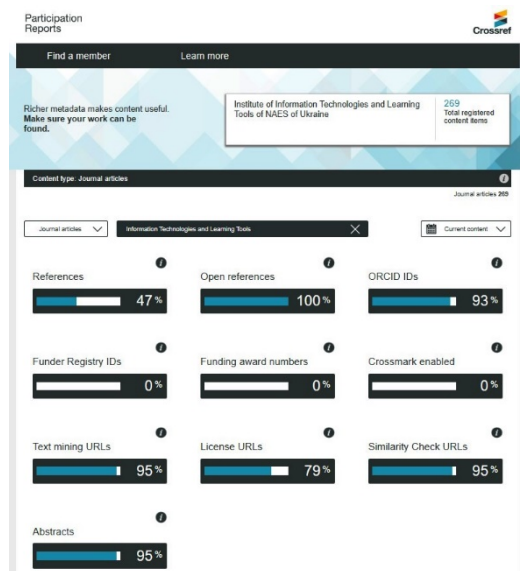 Participation
Reports
Crossref
Find a member Learn more
Richer metadata makes content useful.
Make sure your work can be
found.
Institute of Information Technologies and Learning
Tools of NAES of Ukraine
269
Total registered
content items
Content type: Journal articles
Journal articles 269
Journal articles Information Technologies and Learning Tools Current content
References Open references ORCID IDs
47% 100% 93%
Funder Registry IDs Funding award numbers Crossmark enabled
0% 0% 0%
Text mining URLs License URLs Similarity Check URLs
95% 79% 95%
Abstracts
95%